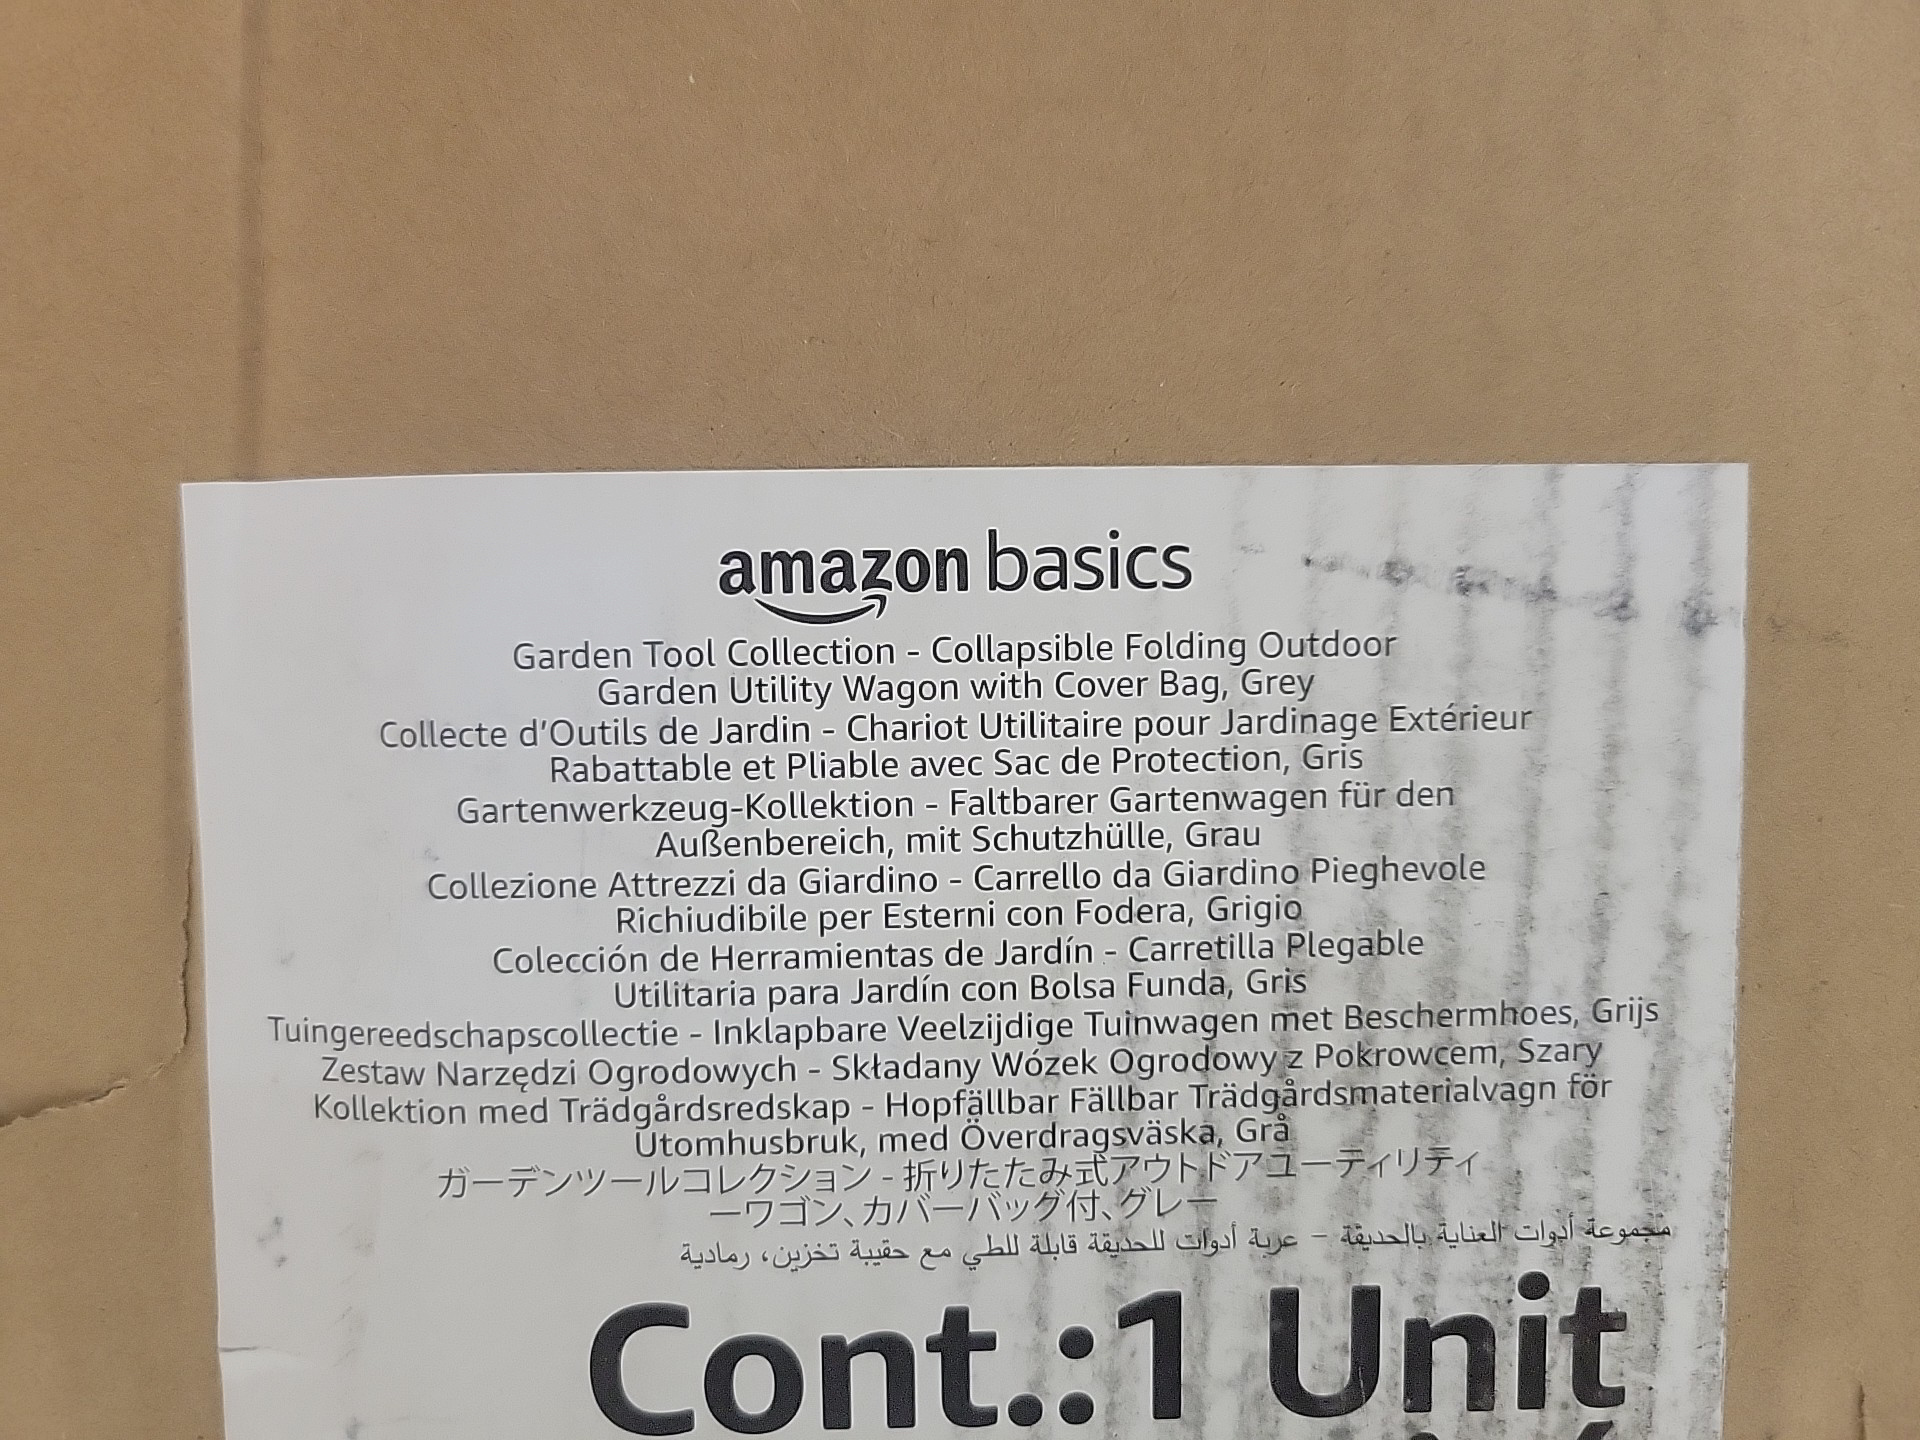 amazon basics
Garden Tool Collection - Collapsible Folding Outdoor
Garden Utility Wagon with Cover Bag, Grey
Collecte d'Outils de Jardin - Chariot Utilitaire pour Jardinage Extérieur
Rabattable et Pliable avec Sac de Protection, Gris
Gartenwerkzeug-Kollektion - Faltbarer Gartenwagen für den
Außenbereich, mit Schutzhülle, Grau
Collezione Attrezzi da Giardino - Carrello da Giardino Pieghevole
Richiudibile per Esterni con Fodera, Grigio
Colección de Herramientas de Jardín - Carretilla Plegable
Utilitaria para Jardín con Bolsa Funda, Gris
Tuingereedschapscollectie - Inklapbare Veelzijdige Tuinwagen met Beschermhoes, Grijs
Zestaw Narzędzi Ogrodowych - Składany Wózek Ogrodowy z Pokrowcem, Szary
Kollektion med Trädgårdsredskap - Hopfällbar Fällbar Trädgårdsmaterialvagn för
Utomhusbruk, med Överdragsväska, Grå
ガーデンツールコレクション - 折りたたみ式アウトドアユーティリティ
ーワゴン、カバーバッグ付、グレー
مجموعة أدوات العناية بالحديقة – عربة أدوات للحديقة قابلة للطي مع حقيبة تخزين، رمادية
Cont.:1 Unit